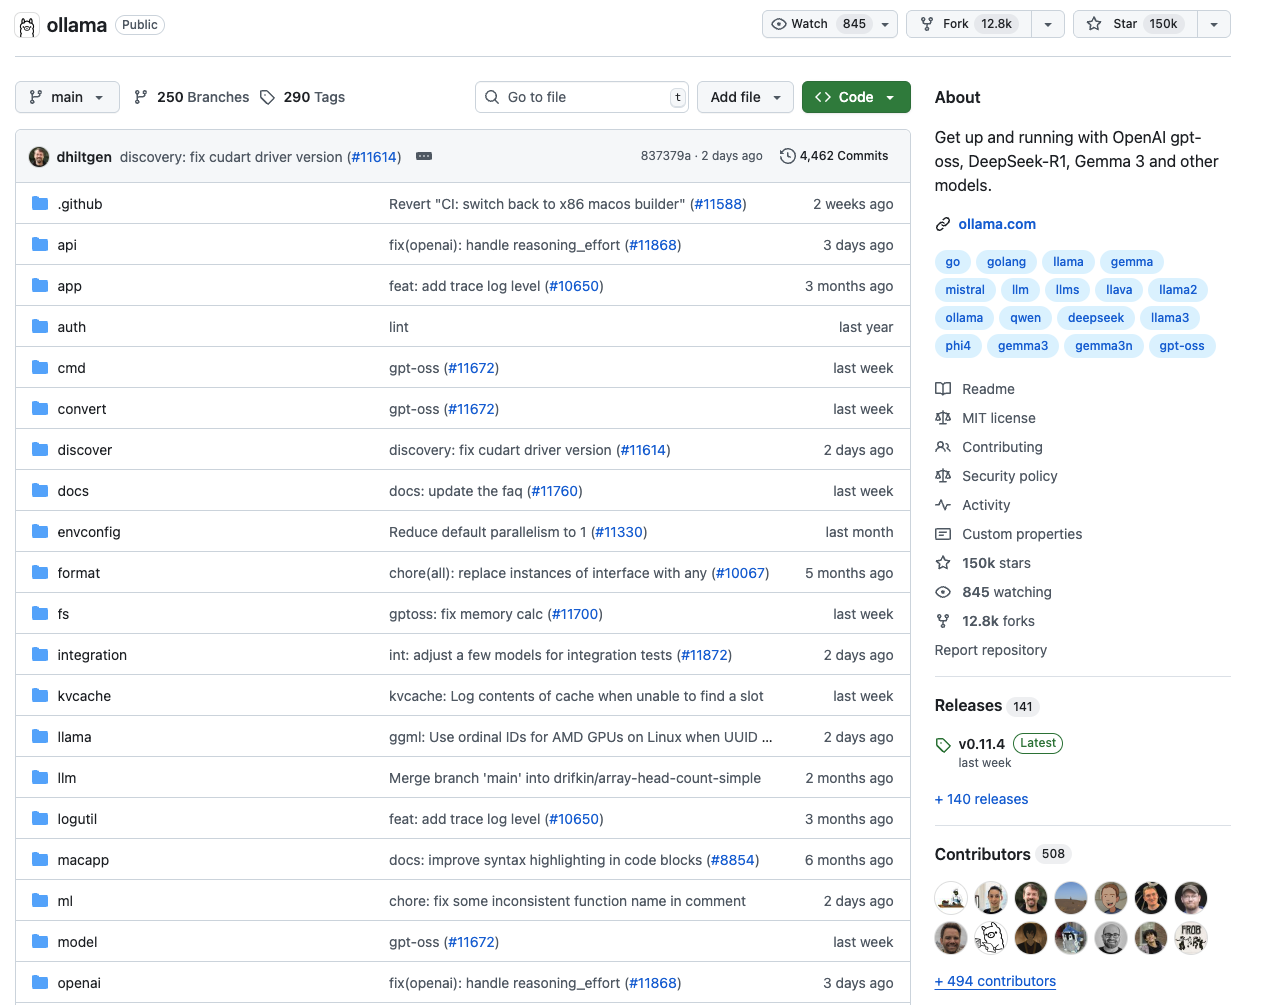 ollama Public Watch 845 Fork 12.8k Star 150k
main 250 Branches 290 Tags Go to file t Add file Code
dhiltgen discovery: fix cudart driver version (#11614) 837379a · 2 days ago 4,462 Commits
.github Revert "CI: switch back to x86 macos builder" (#11588) 2 weeks ago
api fix(openai): handle reasoning_effort (#11868) 3 days ago
app feat: add trace log level (#10650) 3 months ago
auth lint last year
cmd gpt-oss (#11672) last week
convert gpt-oss (#11672) last week
discover discovery: fix cudart driver version (#11614) 2 days ago
docs docs: update the faq (#11760) last week
envconfig Reduce default parallelism to 1 (#11330) last month
format chore(all): replace instances of interface with any (#10067) 5 months ago
fs gptoss: fix memory calc (#11700) last week
integration int: adjust a few models for integration tests (#11872) 2 days ago
kvcache kvcache: Log contents of cache when unable to find a slot last week
llama ggml: Use ordinal IDs for AMD GPUs on Linux when UUID ... 2 days ago
llm Merge branch 'main' into drifkin/array-head-count-simple 2 months ago
logutil feat: add trace log level (#10650) 3 months ago
macapp docs: improve syntax highlighting in code blocks (#8854) 6 months ago
ml chore: fix some inconsistent function name in comment 2 days ago
model gpt-oss (#11672) last week
openai fix(openai): handle reasoning_effort (#11868) 3 days ago
About
Get up and running with OpenAI gpt-
oss, DeepSeek-R1, Gemma 3 and other
models.
ollama.com
go golang llama gemma
mistral llm llms llava llama2
ollama qwen deepseek llama3
phi4 gemma3 gemma3n gpt-oss
Readme
MIT license
Contributing
Security policy
Activity
Custom properties
150k stars
845 watching
12.8k forks
Report repository
Releases 141
v0.11.4 Latest
last week
+ 140 releases
Contributors 508
FROB
+ 494 contributors